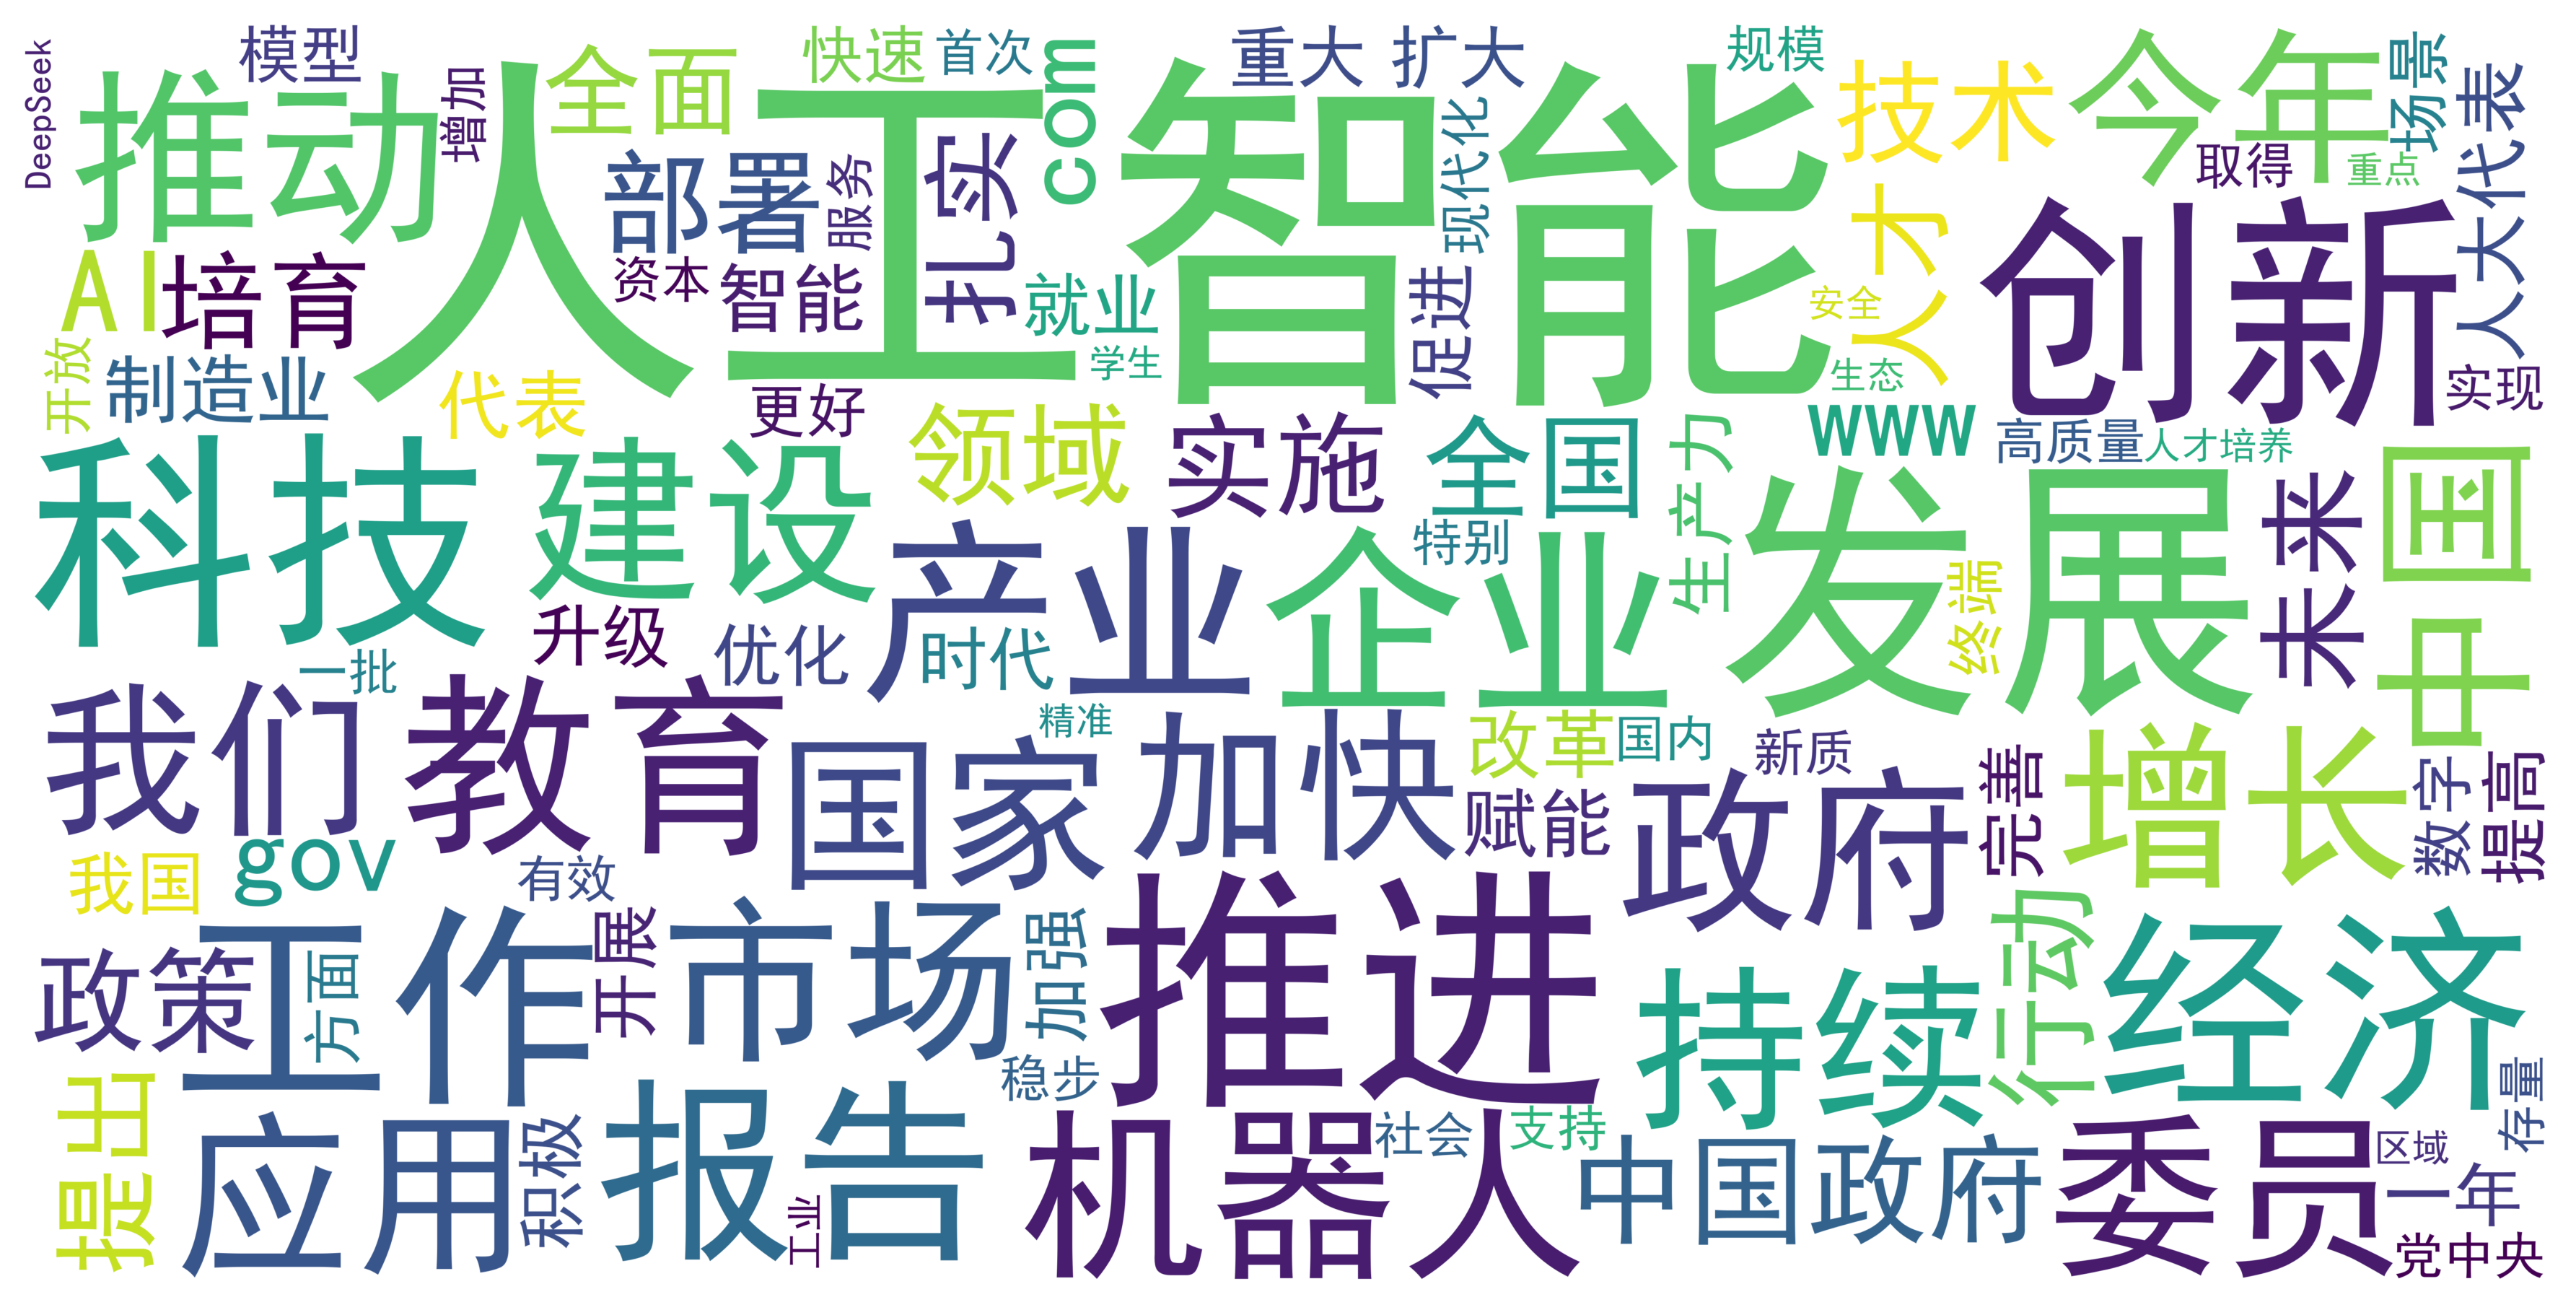 DeepSeek
模型
推动
增加
全面
快速
首次
com
重大
扩大
规模
技术
今年
场景
人大代表
人工智能
部署
服务
扎实
现代化
取得
重点
人才
创新
AI
培育
资本
智能
就业
促进
安全
开放
制造业
代表
更好
学生
生态
实现
科技
建设
领域
实施
全国
生产力
www
高质量
人才培养
中国
产业
企业
特别
发展
终端
未来
升级
优化
时代
一批
我们
教育
精准
国家
加快
改革
国内
新质
赋能
政府
完善
增长
数字
提高
我国
gov
有效
政策
工作
方面
开展
市场
加强
推进
持续
行动
经济
稳步
提出
应用
积极
报告
工业
机器人
社会
支持
中国政府
委员
区域
存量
一年
党中央